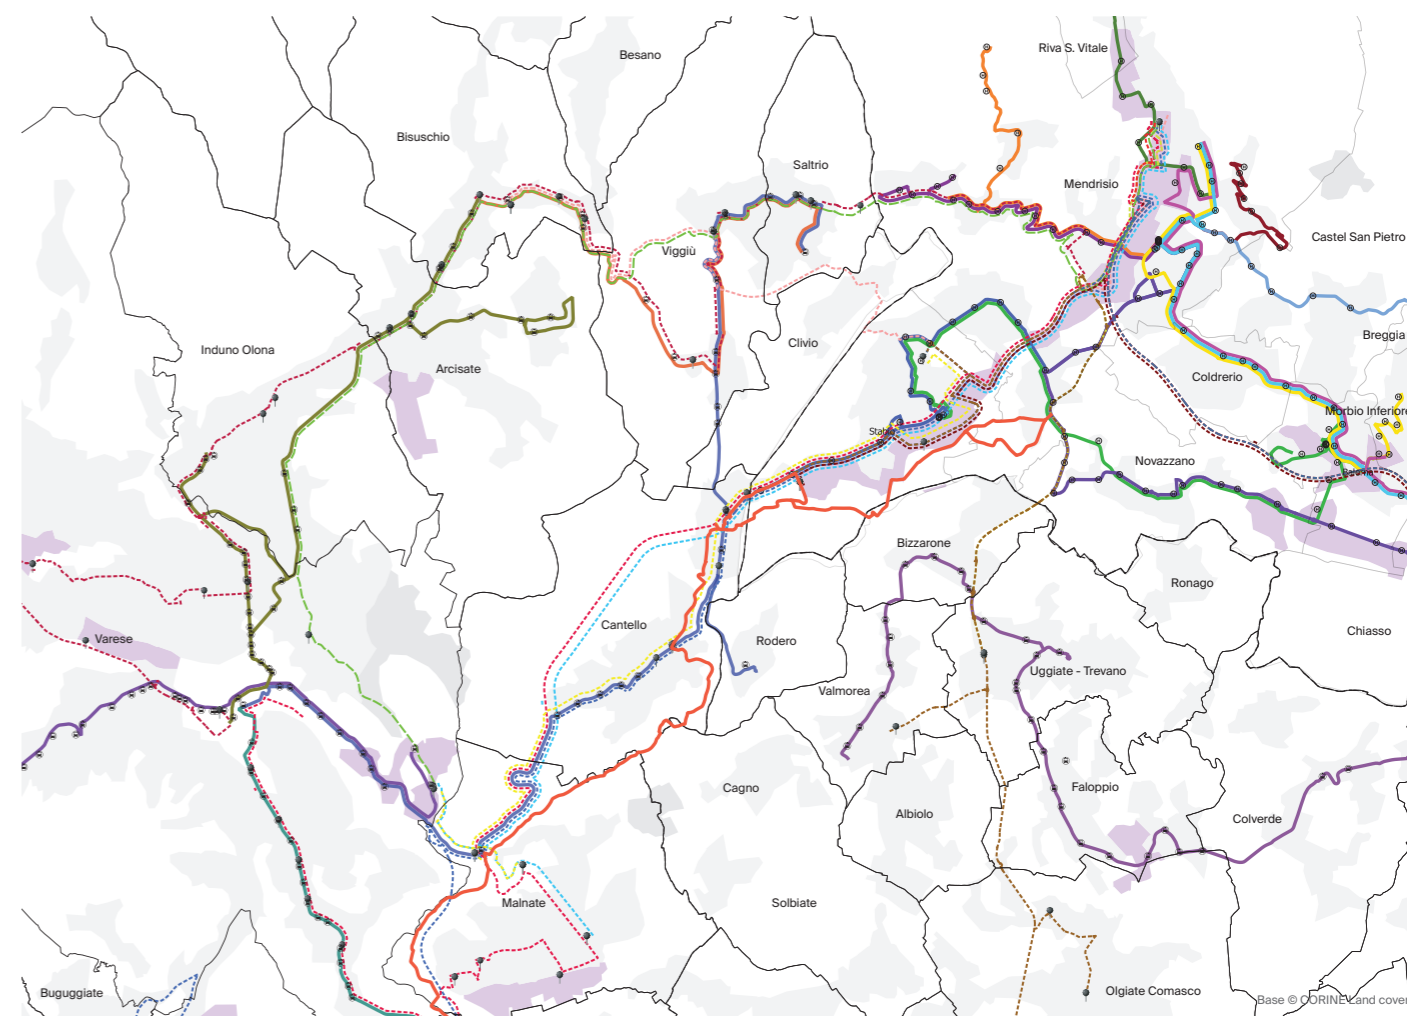 Besano
Riva S. Vitale
Bisuschio
Saltrio
Mendrisio
Castel San Pietro
Viggiù
Breggia
Induno Olona
Clivio
Arcisate
Coldrerio
Morbio Inferiore
Stabio
Novazzano
Balerna
Bizzarone
Ronago
Varese
Cantello
Rodero
Chiasso
Uggiate - Trevano
Valmorea
Cagno
Faloppio
Albiolo
Colverde
Malnate
Solbiate
Buguggiate
Olgiate Comasco
Base © CORINE Land cover